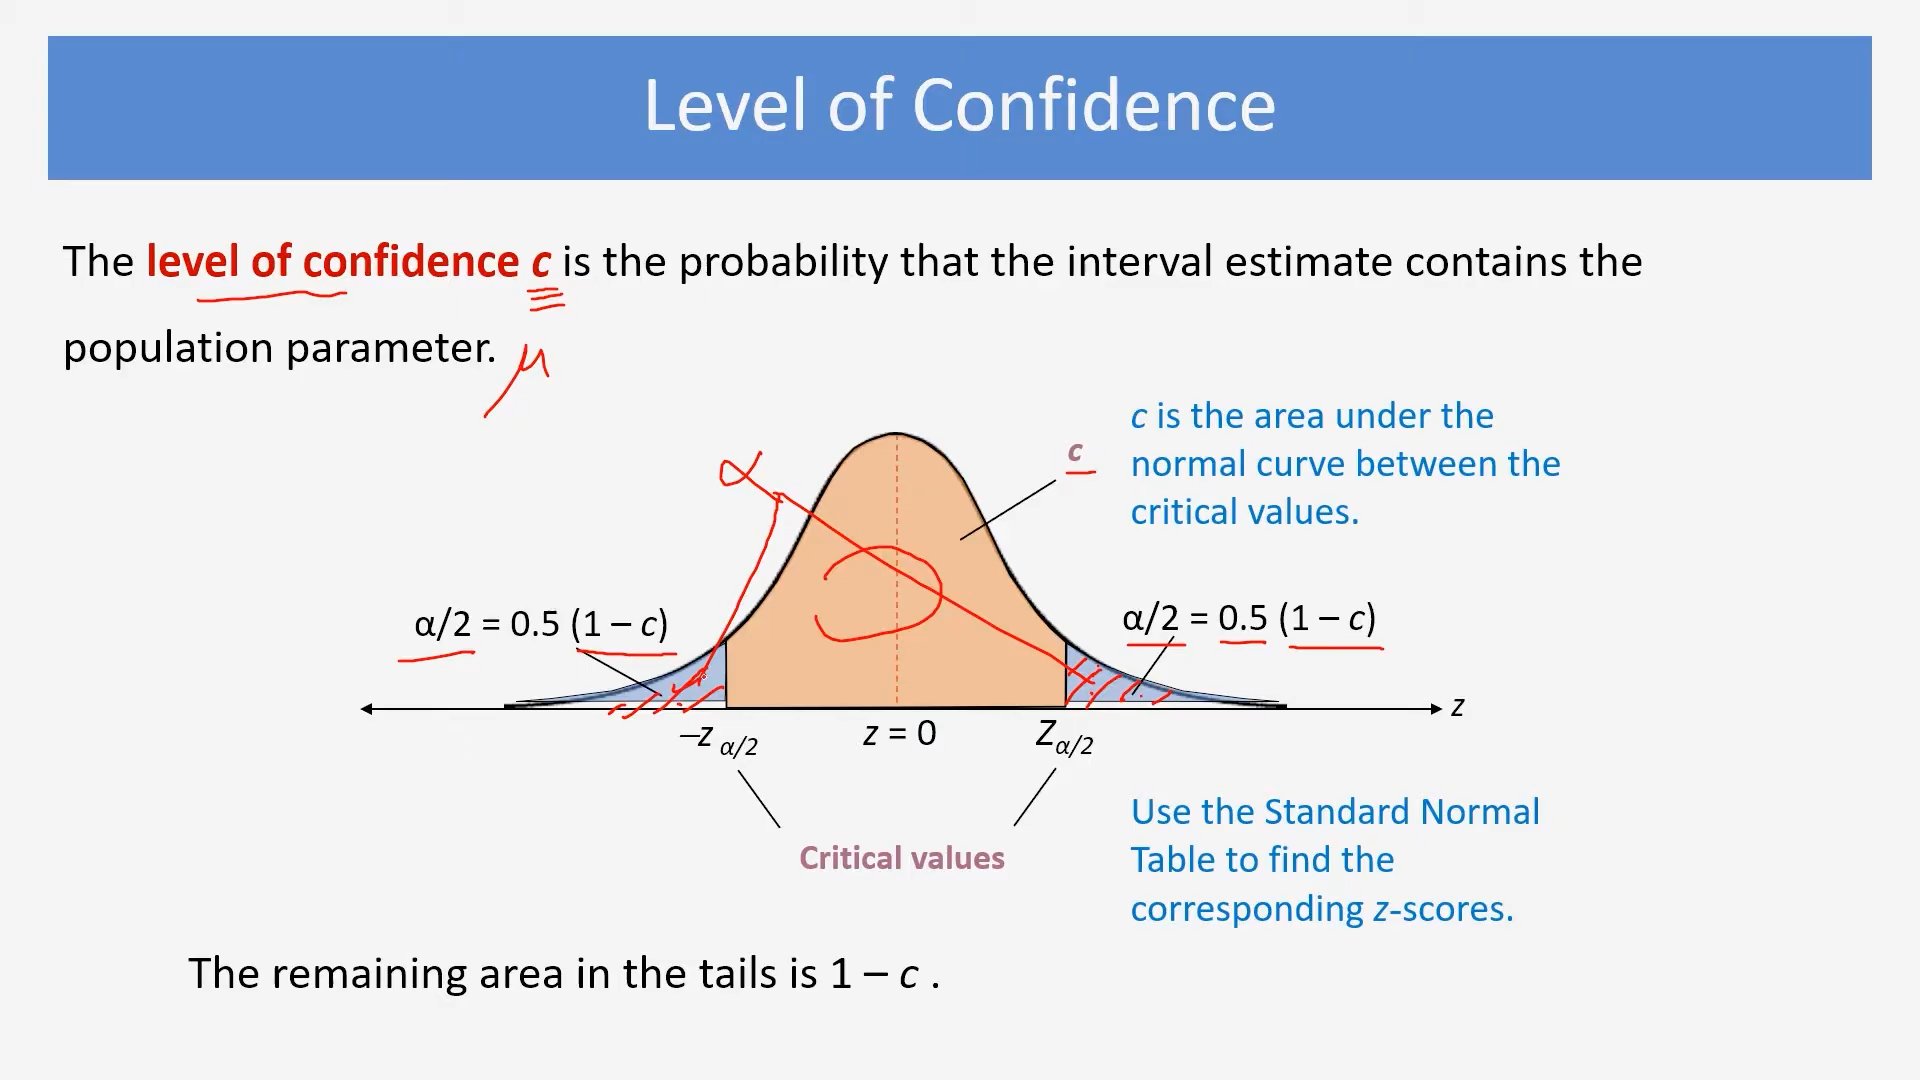 Level of Confidence
The level of confidence c is the probability that the interval estimate contains the
population parameter.
μ
c is the area under the
normal curve between the
critical values.
c
α
α/2 = 0.5 (1 – c)
α/2 = 0.5 (1 – c)
z
–z α/2
z = 0
Zα/2
Critical values
Use the Standard Normal
Table to find the
corresponding z-scores.
The remaining area in the tails is 1 – c .